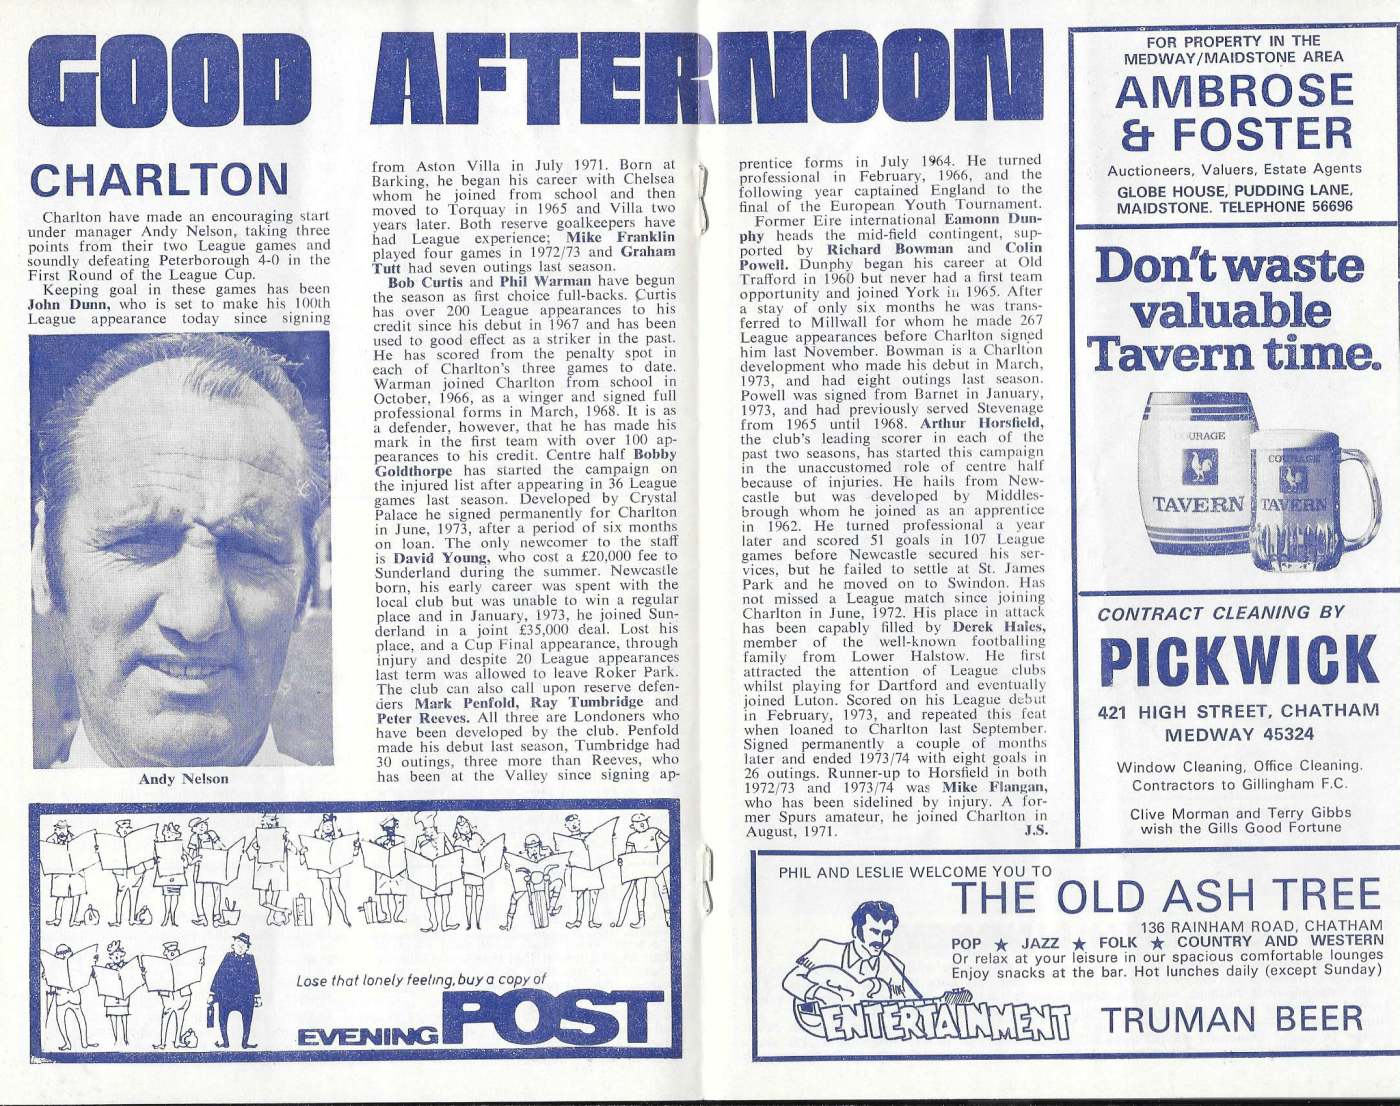 GOOD AFTERNOON
CHARLTON
Charlton have made an encouraging start
under manager Andy Nelson, taking three
points from their two League games and
soundly defeating Peterborough 4-0 in the
First Round of the League Cup.
Keeping goal in these games has been
John Dunn, who is set to make his 100th
League appearance today since signing
Andy Nelson
from Aston Villa in July 1971. Born at
Barking, he began his career with Chelsea
whom he joined from school and then
moved to Torquay in 1965 and Villa two
years later. Both reserve goalkeepers have
had League experience; Mike Franklin
played four games in 1972/73 and Graham
Tutt had seven outings last season.
Bob Curtis and Phil Warman have begun
the season as first choice full-backs. Curtis
has over 200 League appearances to his
credit since his debut in 1967 and has been
used to good effect as a striker in the past.
He has scored from the penalty spot in
each of Charlton's three games to date.
Warman joined Charlton from school in
October, 1966, as a winger and signed full
professional forms in March, 1968. It is as
a defender, however, that he has made his
mark in the first team with over 100 ap-
pearances to his credit. Centre half Bobby
Goldthorpe has started the campaign on
the injured list after appearing in 36 League
games last season. Developed by Crystal
Palace he signed permanently for Charlton
in June, 1973, after a period of six months
on loan. The only newcomer to the staff
is David Young, who cost a £20,000 fee to
Sunderland during the summer. Newcastle
born, his early career was spent with the
local club but was unable to win a regular
place and in January, 1973, he joined Sun-
derland in a joint £35,000 deal. Lost his
place, and a Cup Final appearance, through
injury and despite 20 League appearances
last term was allowed to leave Roker Park.
The club can also call upon reserve defen-
ders Mark Penfold, Ray Tumbridge and
Peter Reeves. All three are Londoners who
have been developed by the club. Penfold
made his debut last season, Tumbridge had
30 outings, three more than Reeves, who
has been at the Valley since signing ap-
prentice forms in July 1964. He turned
professional in February, 1966, and the
following year captained England to the
final of the European Youth Tournament.
Former Eire international Eamonn Dun-
phy heads the mid-field contingent, sup-
ported by Richard Bowman and Colin
Powell. Dunphy began his career at Old
Trafford in 1960 but never had a first team
opportunity and joined York in 1965. After
a stay of only six months he was trans-
ferred to Millwall for whom he made 267
League appearances before Charlton signed
him last November. Bowman is a Charlton
development who made his debut in March,
1973, and had eight outings last season.
Powell was signed from Barnet in January,
1973, and had previously served Stevenage
from 1965 until 1968. Arthur Horsfield,
the club's leading scorer in each of the
past two seasons, has started this campaign
in the unaccustomed role of centre half
because of injuries. He hails from New-
castle but was developed by Middles-
brough whom he joined as an apprentice
in 1962. He turned professional a year
later and scored 51 goals in 107 League
games before Newcastle secured his ser-
vices, but he failed to settle at St. James
Park and he moved on to Swindon. Has
not missed a League match since joining
Charlton in June, 1972. His place in attack
has been capably filled by Derek Hales,
member of the well-known footballing
family from Lower Halstow. He first
attracted the attention of League clubs
whilst playing for Dartford and eventually
joined Luton. Scored on his League debut
in February, 1973, and repeated this feat
when loaned to Charlton last September.
Signed permanently a couple of months
later and ended 1973/74 with eight goals in
26 outings. Runner-up to Horsfield in both
1972/73 and 1973/74 was Mike Flangan,
who has been sidelined by injury. A for-
mer Spurs amateur, he joined Charlton in
August, 1971. J.S.
Lose that lonely feeling, buy a copy of
EVENING POST
FOR PROPERTY IN THE
MEDWAY/MAIDSTONE AREA
AMBROSE
& FOSTER
Auctioneers, Valuers, Estate Agents
GLOBE HOUSE, PUDDING LANE,
MAIDSTONE. TELEPHONE 56696
Don't waste
valuable
Tavern time.
COURAGE
TAVERN
COURAGE
TAVERN
CONTRACT CLEANING BY
PICKWICK
421 HIGH STREET, CHATHAM
MEDWAY 45324
Window Cleaning, Office Cleaning.
Contractors to Gillingham F.C.
Clive Morman and Terry Gibbs
wish the Gills Good Fortune
PHIL AND LESLIE WELCOME YOU TO
THE OLD ASH TREE
136 RAINHAM ROAD, CHATHAM
POP ★ JAZZ ★ FOLK ★ COUNTRY AND WESTERN
Or relax at your leisure in our spacious comfortable lounges
Enjoy snacks at the bar. Hot lunches daily (except Sunday)
ENTERTAINMENT
TRUMAN BEER